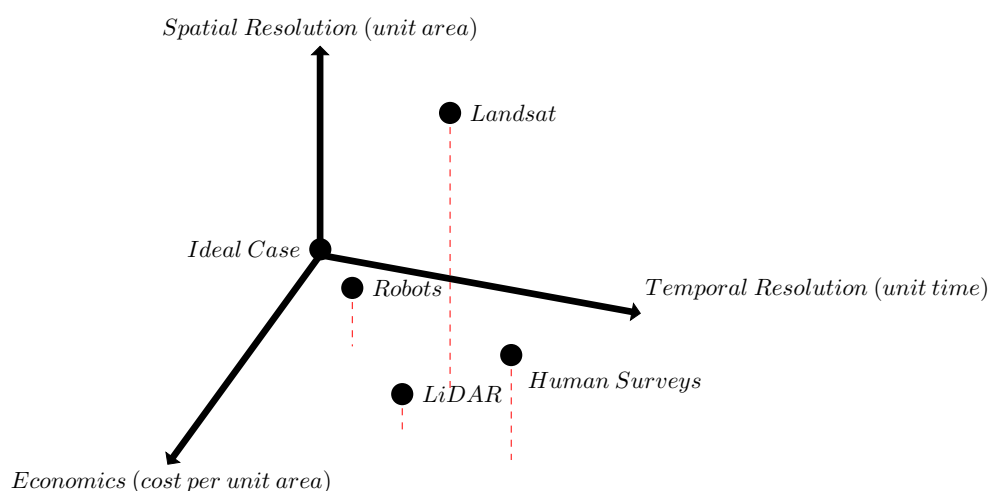 Spatial Resolution (unit area)
Landsat
Ideal Case
Robots
Temporal Resolution (unit time)
Human Surveys
LiDAR
Economics (cost per unit area)